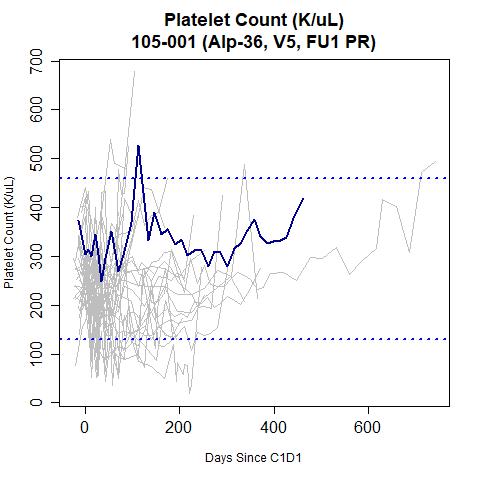 Platelet Count (K/uL)
105-001 (Alp-36, V5, FU1 PR)
Platelet Count (K/uL)
700
600
500
400
300
200
100
0
0 200 400 600
Days Since C1D1